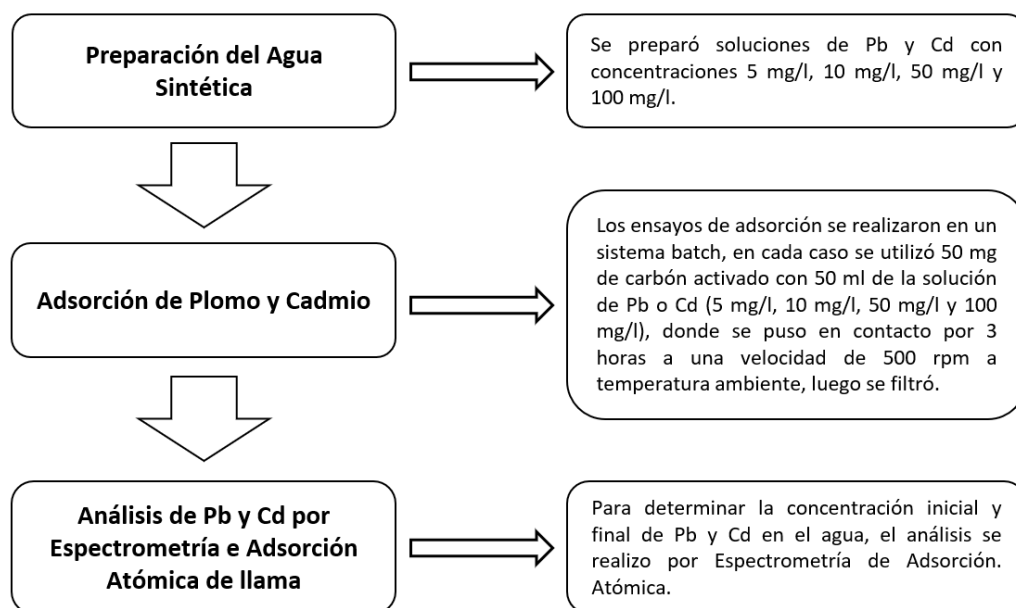 Preparación del Agua
Sintética
Se preparó soluciones de Pb y Cd con
concentraciones 5 mg/l, 10 mg/l, 50 mg/l y
100 mg/l.
Adsorción de Plomo y Cadmio
Los ensayos de adsorción se realizaron en un
sistema batch, en cada caso se utilizó 50 mg
de carbón activado con 50 ml de la solución
de Pb o Cd (5 mg/l, 10 mg/l, 50 mg/l y 100
mg/l), donde se puso en contacto por 3
horas a una velocidad de 500 rpm a
temperatura ambiente, luego se filtró.
Análisis de Pb y Cd por
Espectrometría e Adsorción
Atómica de llama
Para determinar la concentración inicial y
final de Pb y Cd en el agua, el análisis se
realizo por Espectrometría de Adsorción.
Atómica.